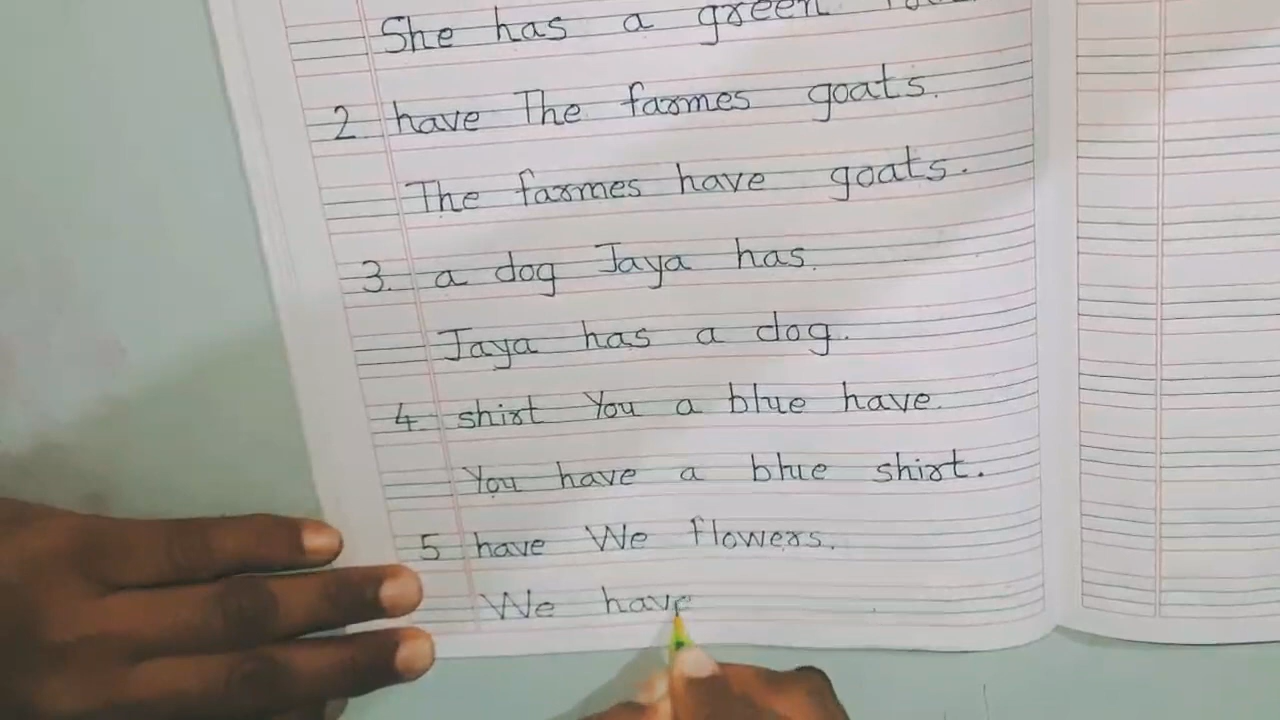 She has a green
2. have The farmes goats.
The farmes have goats.
3. a dog Jaya has.
Jaya has a dog.
4. shirt You a blue have.
You have a blue shirt.
5 have We flowers.
We have